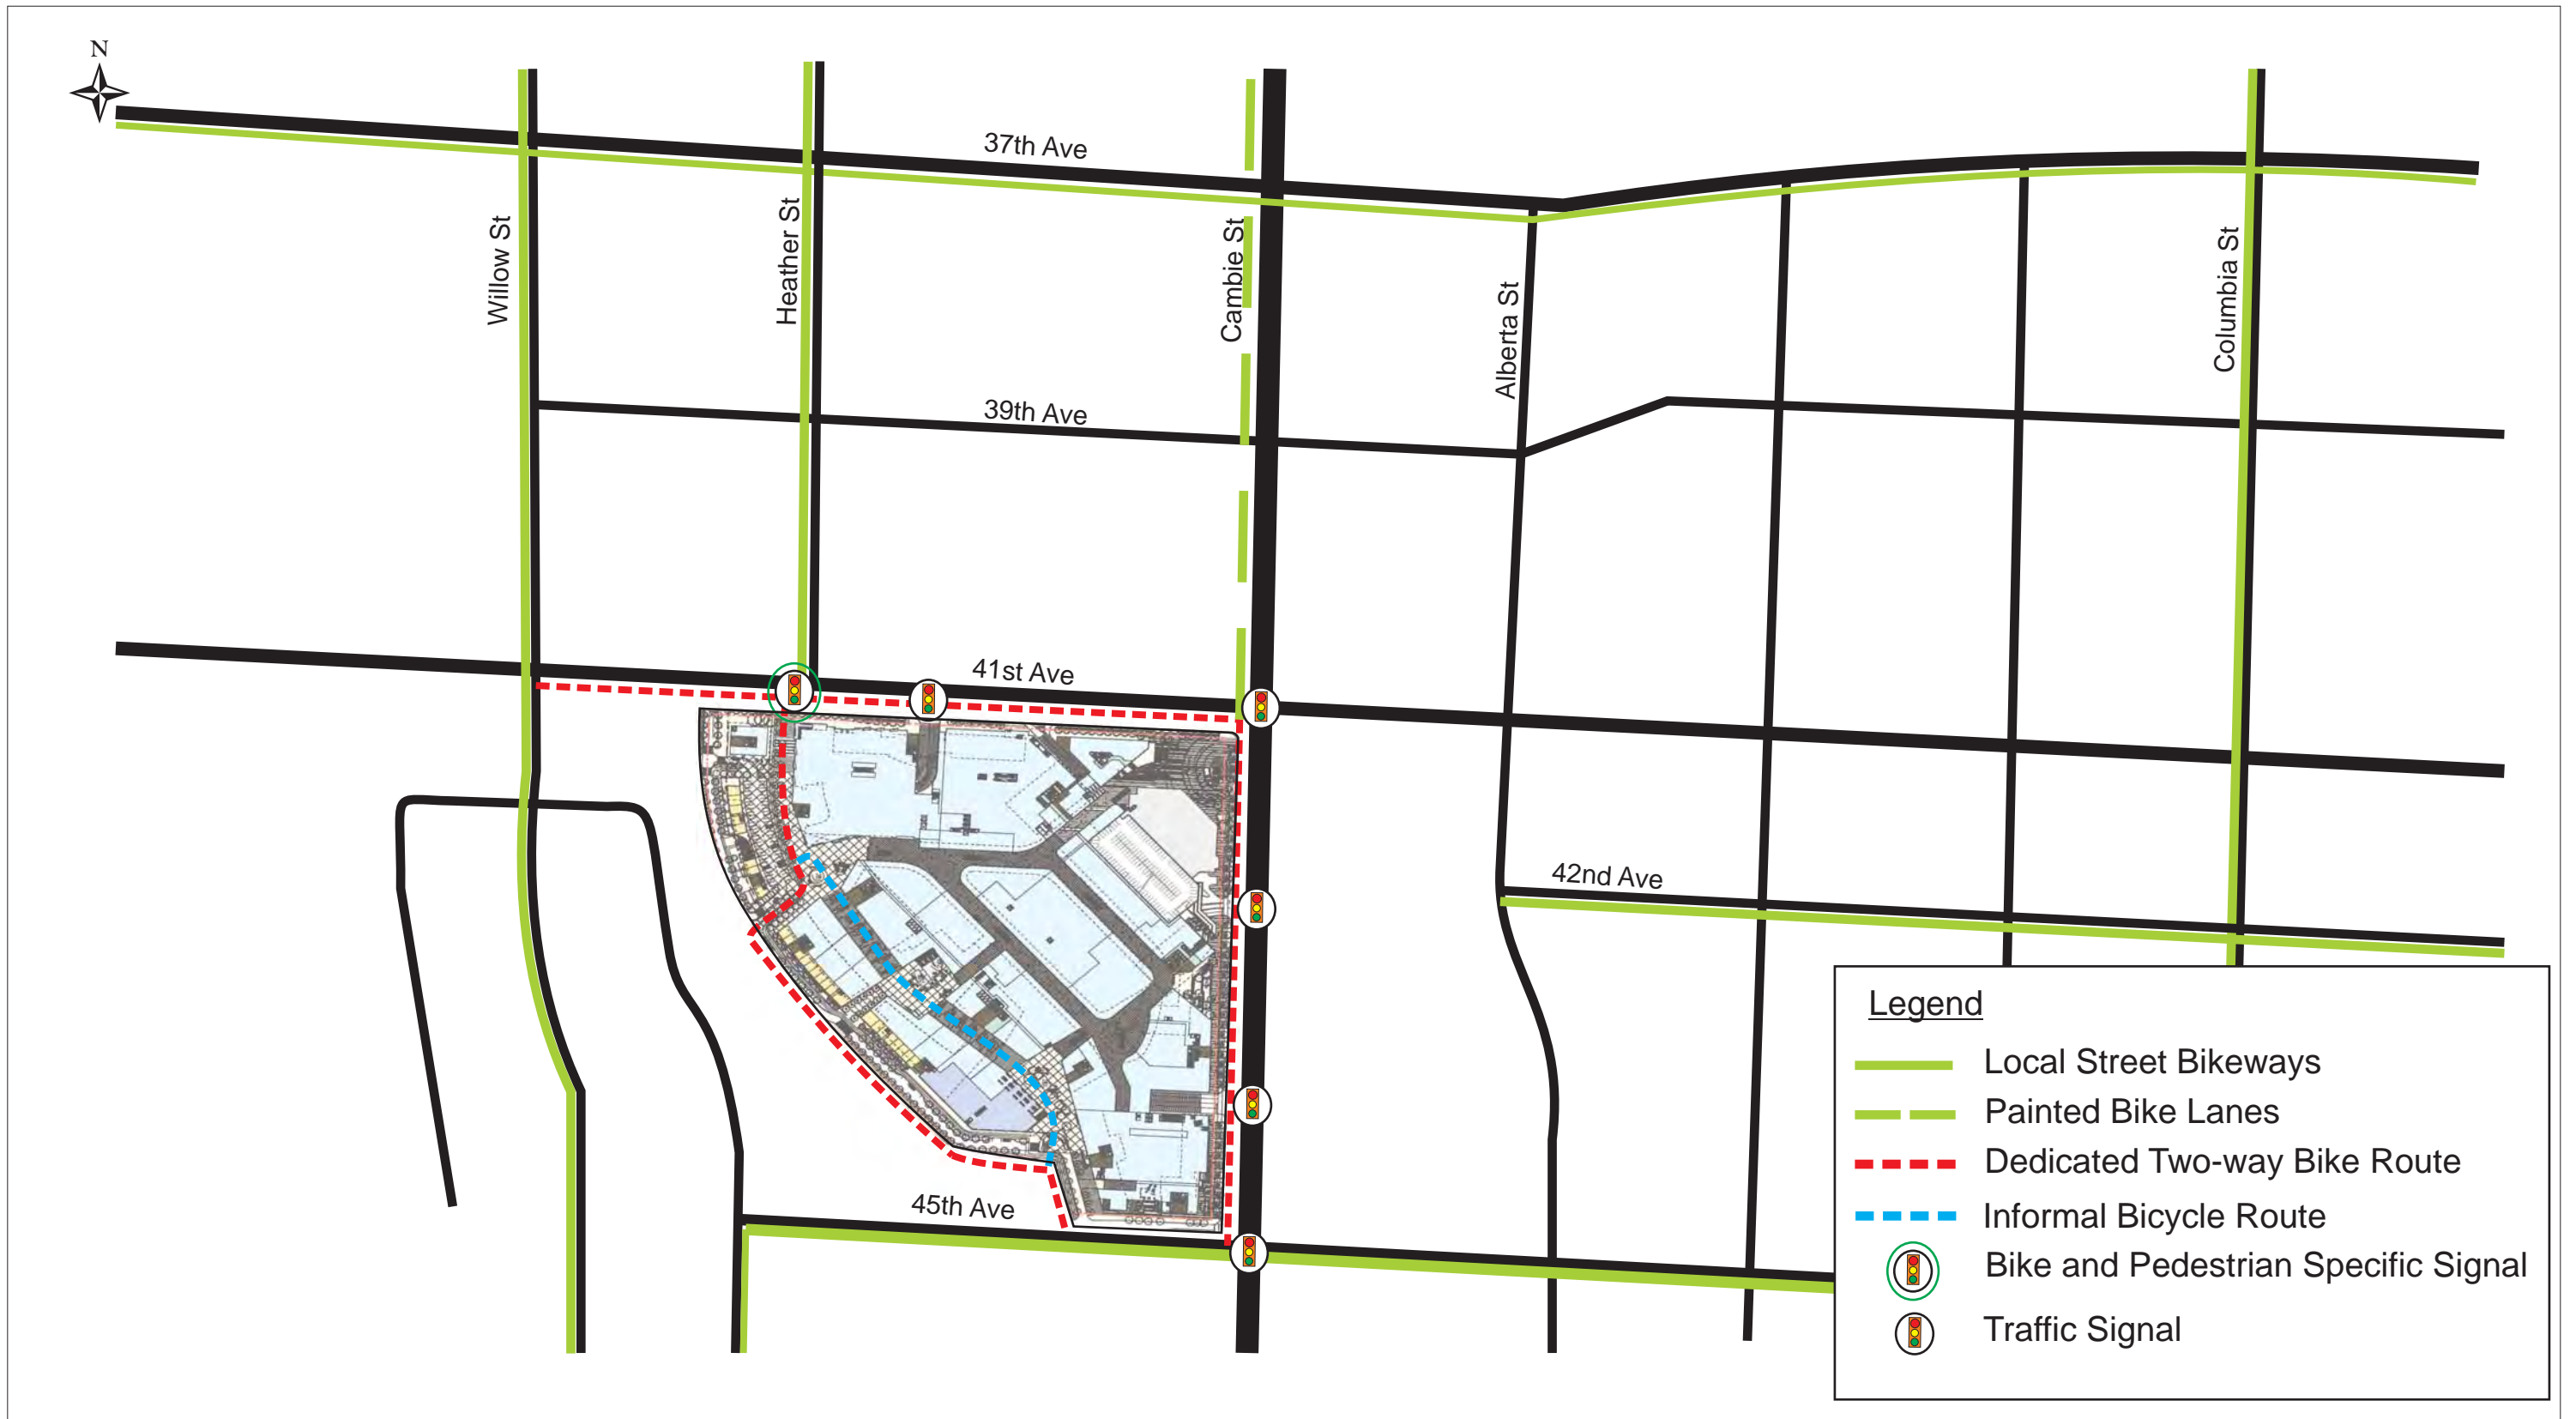 N
37th Ave
Willow St
Heather St
Cambie St
Alberta St
Columbia St
39th Ave
41st Ave
42nd Ave
45th Ave
Legend
Local Street Bikeways
Painted Bike Lanes
Dedicated Two-way Bike Route
Informal Bicycle Route
Bike and Pedestrian Specific Signal
Traffic Signal